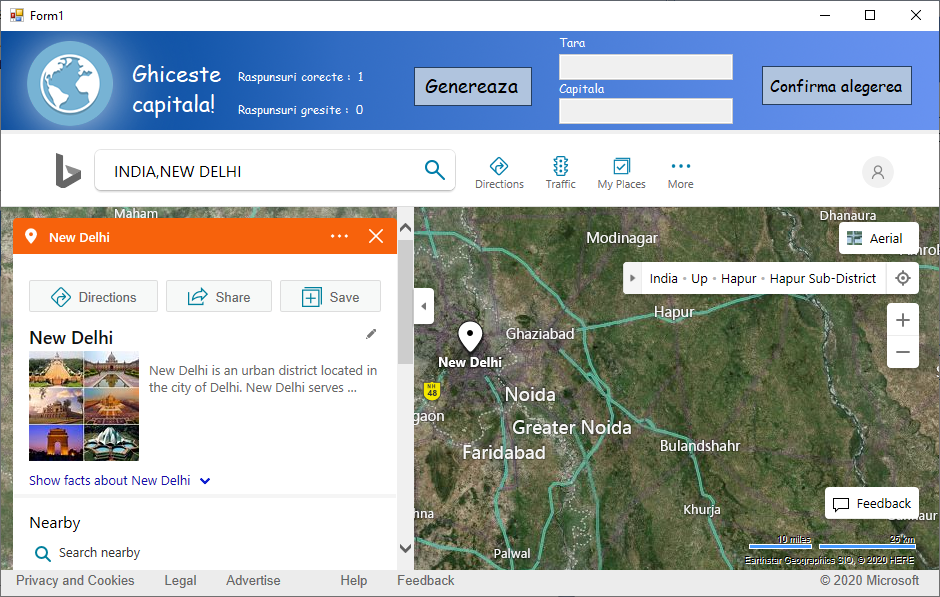 Form1
Ghiceste
capitala!
Raspunsuri corecte : 1
Raspunsuri gresite : 0
Genereaza
Tara
Capitala
Confirma alegerea
INDIA,NEW DELHI
Directions
Traffic
My Places
More
Maham
New Delhi
Directions
Share
Save
New Delhi
New Delhi is an urban district located in
the city of Delhi. New Delhi serves ...
Show facts about New Delhi
Nearby
Search nearby
Dhanaura
Modinagar
Aerial
India • Up • Hapur • Hapur Sub-District
Hapur
Ghaziabad
New Delhi
NH
48
Noida
Greater Noida
Faridabad
Bulandshahr
Khurja
Palwal
Feedback
10 miles
25 km
Earthstar Geographics SIO, © 2020 HERE
Privacy and Cookies
Legal
Advertise
Help
Feedback
© 2020 Microsoft